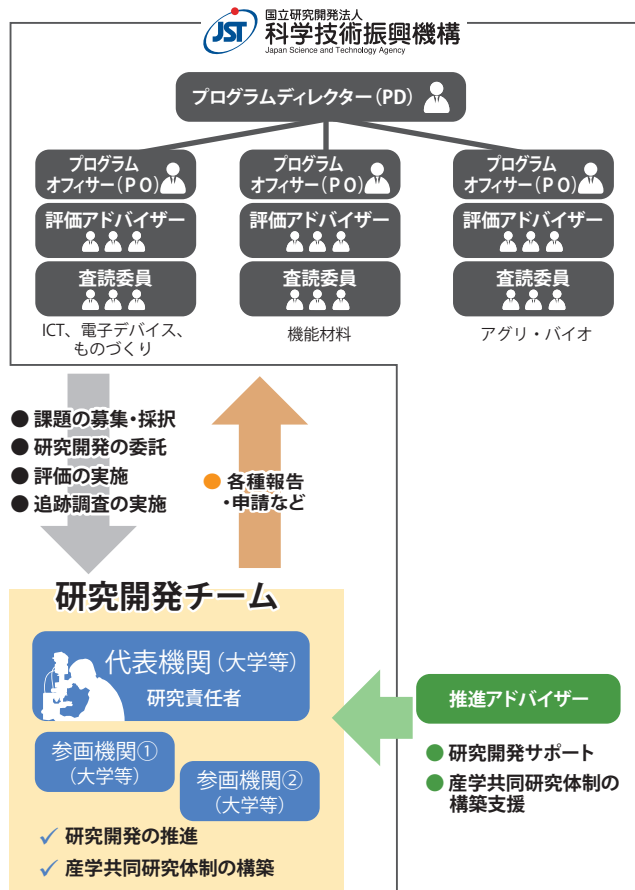 JST
国立研究開発法人
科学技術振興機構
Japan Science and Technology Agency
プログラムディレクター(PD)
プログラム
オフィサー(PO)
評価アドバイザー
査読委員
ICT、電子デバイス、
ものづくり
プログラム
オフィサー(PO)
評価アドバイザー
査読委員
機能材料
プログラム
オフィサー(PO)
評価アドバイザー
査読委員
アグリ・バイオ
● 課題の募集・採択
● 研究開発の委託
● 評価の実施
● 追跡調査の実施
● 各種報告
・申請など
研究開発チーム
代表機関(大学等)
研究責任者
参画機関①
(大学等)
参画機関②
(大学等)
✓ 研究開発の推進
✓ 産学共同研究体制の構築
推進アドバイザー
● 研究開発サポート
● 産学共同研究体制の
構築支援